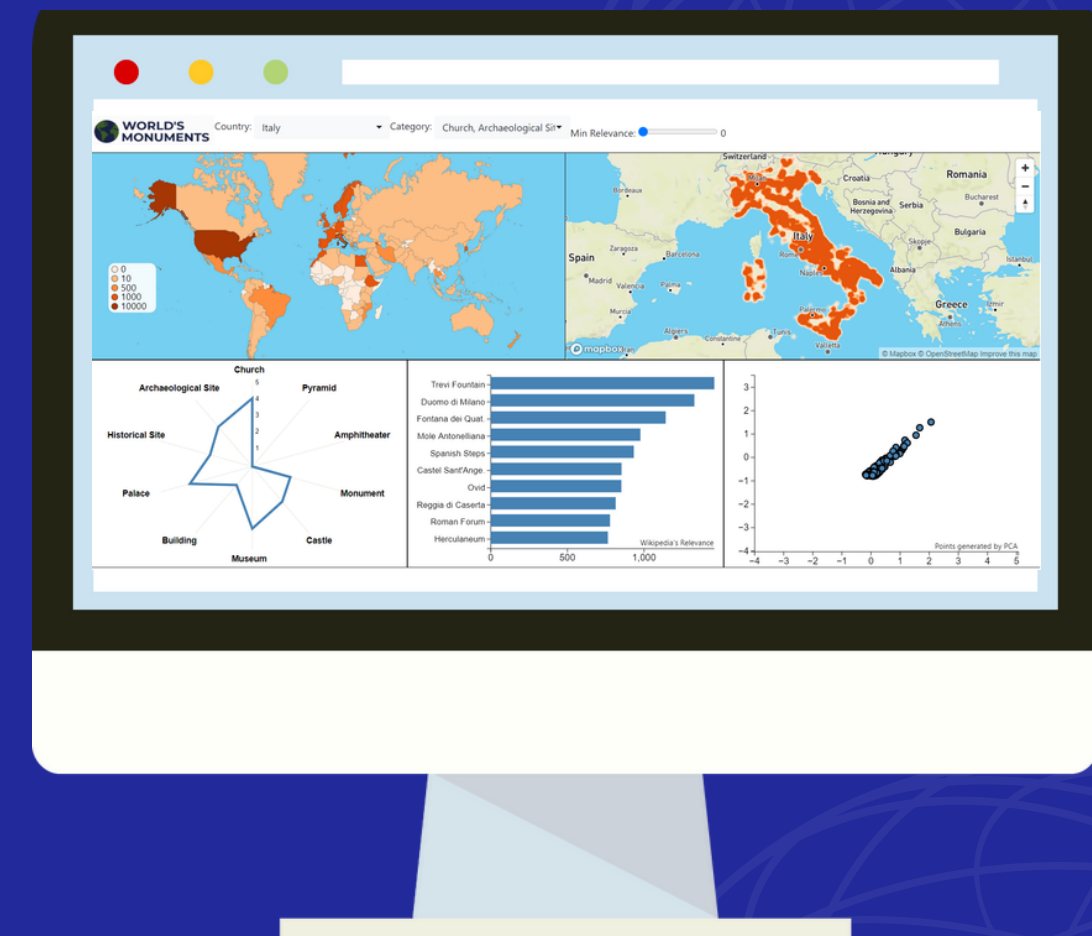 WORLD'S
MONUMENTS
Country: Italy
Category: Church, Archaeological Sit
Min Relevance: 0
0
10
500
1000
10000
Switzerland
Milan
Croatia
Romania
Bordeaux
Bosnia and
Herzegovina
Serbia
Bucharest
Bulgaria
Italy
Rome
Zaragoza
Spain
Barcelona
Skopje
Istanbul
Naples
Albania
Madrid
Valencia
Palma
Greece
Izmir
Murcia
Palermo
Athens
Algiers
Constantine
Tunis
Valletta
mapbox
© Mapbox © OpenStreetMap Improve this map
Church
Archaeological Site
Pyramid
Historical Site
Amphitheater
Palace
Monument
Building
Castle
Museum
5
4
3
2
1
Trevi Fountain
Duomo di Milano
Fontana dei Quat.
Mole Antonelliana
Spanish Steps
Castel Sant'Ange
Ovid
Reggia di Caserta
Roman Forum
Herculaneum
Wikipedia's Relevance
0 500 1,000
3
2
1
0
−1
−2
−3
−4
Points generated by PCA
−4 −3 −2 −1 0 1 2 3 4 5